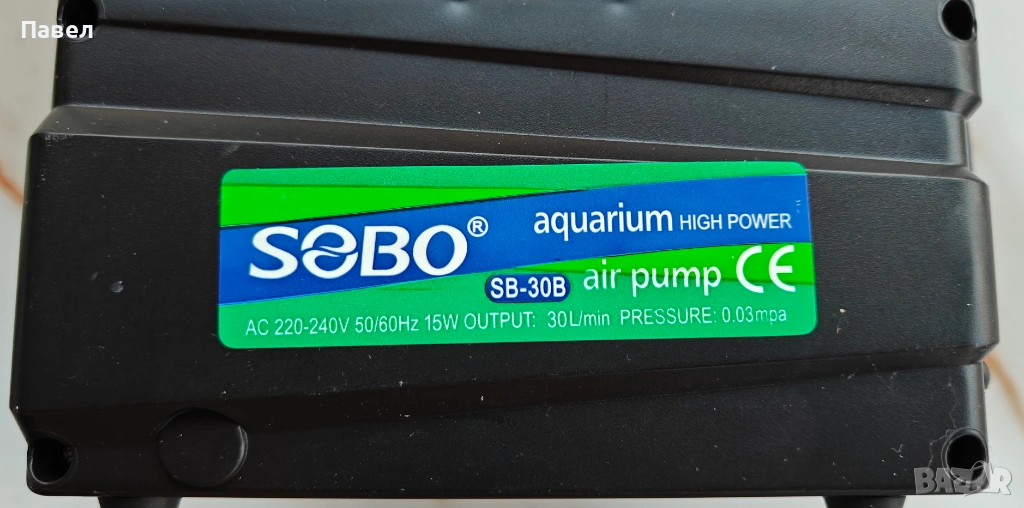 Павел
SOBO®
aquarium HIGH POWER
SB-30B air pump CE
AC 220-240V 50/60Hz 15W OUTPUT: 30L/min PRESSURE: 0.03mpa
BAZAR